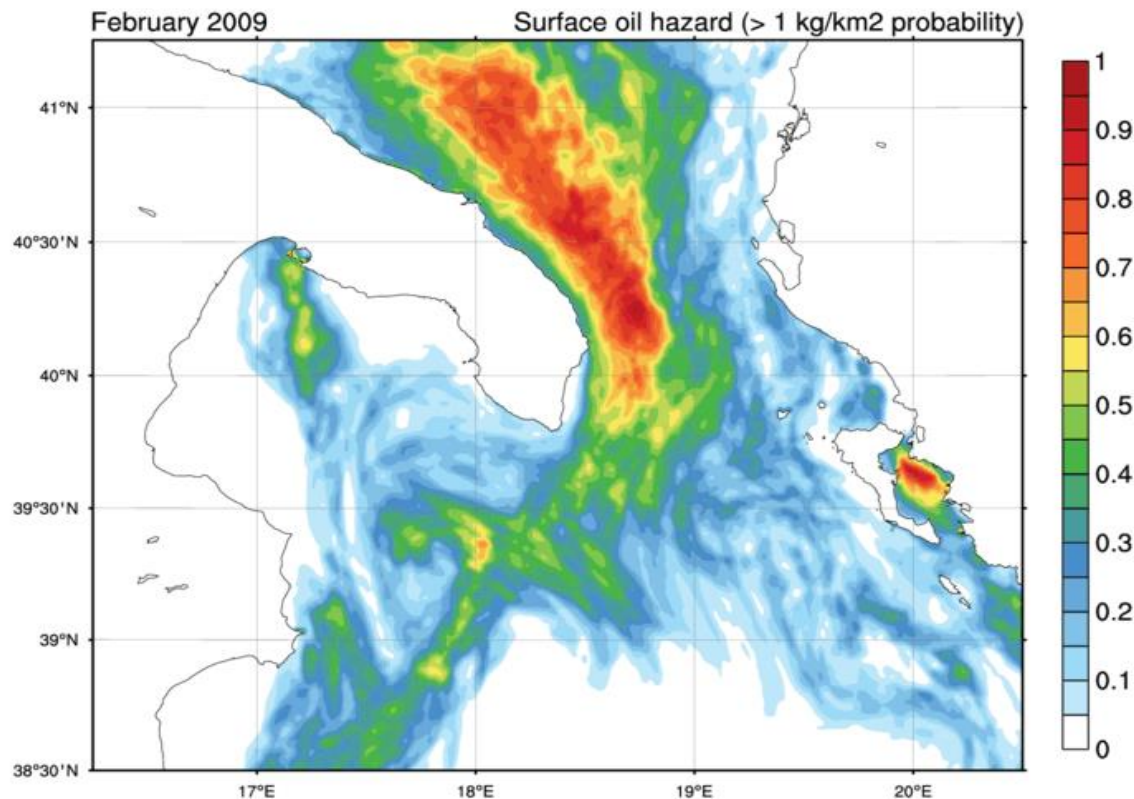 February 2009 Surface oil hazard (> 1 kg/km2 probability)
41°N
40°30'N
40°N
39°30'N
39°N
38°30'N
17°E 18°E 19°E 20°E
1
0.9
0.8
0.7
0.6
0.5
0.4
0.3
0.2
0.1
0